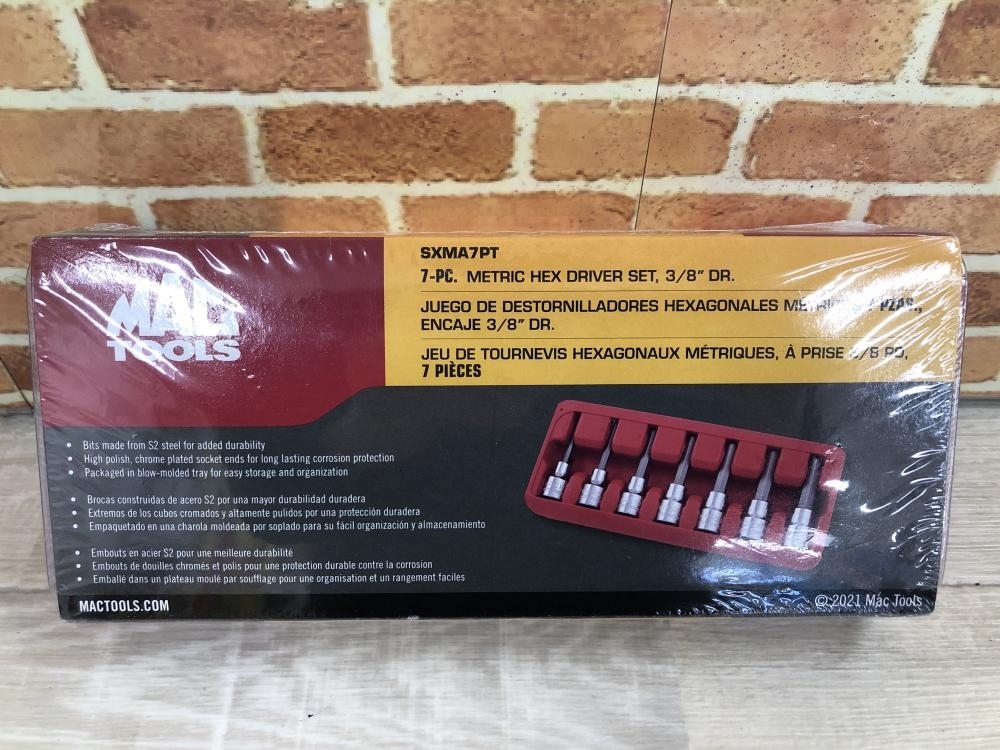 MAC
TOOLS
SXMA7PT
7-PC. METRIC HEX DRIVER SET, 3/8" DR.
JUEGO DE DESTORNILLADORES HEXAGONALES PZAS.,
ENCAJE 3/8" DR.
JEU DE TOURNEVIS HEXAGONAUX MÉTRIQUES, À PRISE 3/8 PO,
7 PIÈCES
• Bits made from S2 steel for added durability
• High polish, chrome plated socket ends for long lasting corrosion protection
• Packaged in blow-molded tray for easy storage and organization
• Brocas construidas de acero S2 por una mayor durabilidad duradera
• Extremos de los cubos cromados y altamente pulidos por una protección duradera
• Empaquetado en una charola moldeada por soplado para su fácil organización y almacenamiento
• Embouts en acier S2 pour une meilleure durabilité
• Embouts de douilles chromés et polis pour une protection durable contre la corrosion
• Emballé dans un plateau moulé par soufflage pour une organisation et un rangement faciles
MACTOOLS.COM
© 2021 Mac Tools